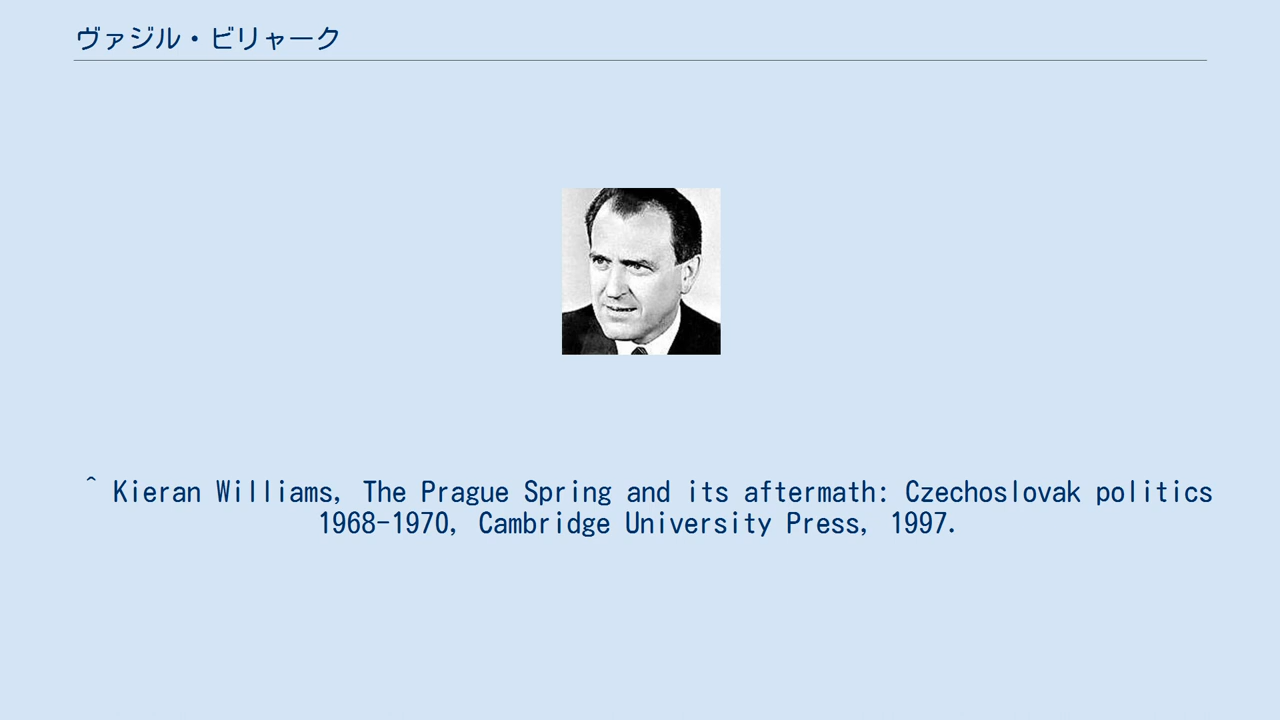 ヴァジル・ビリャーク
^ Kieran Williams, The Prague Spring and its aftermath: Czechoslovak politics
1968-1970, Cambridge University Press, 1997.